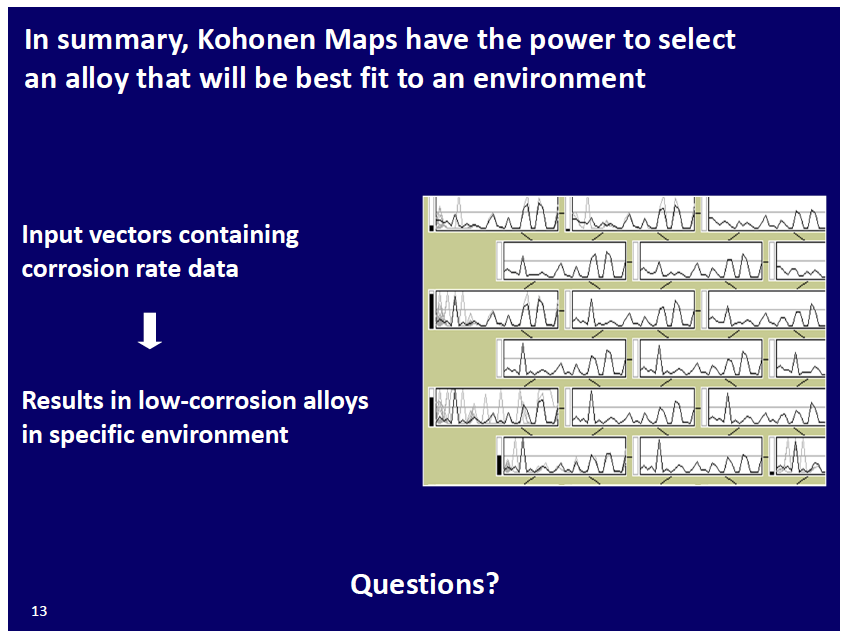 In summary, Kohonen Maps have the power to select
an alloy that will be best fit to an environment
Input vectors containing
corrosion rate data
Results in low-corrosion alloys
in specific environment
Questions?
13